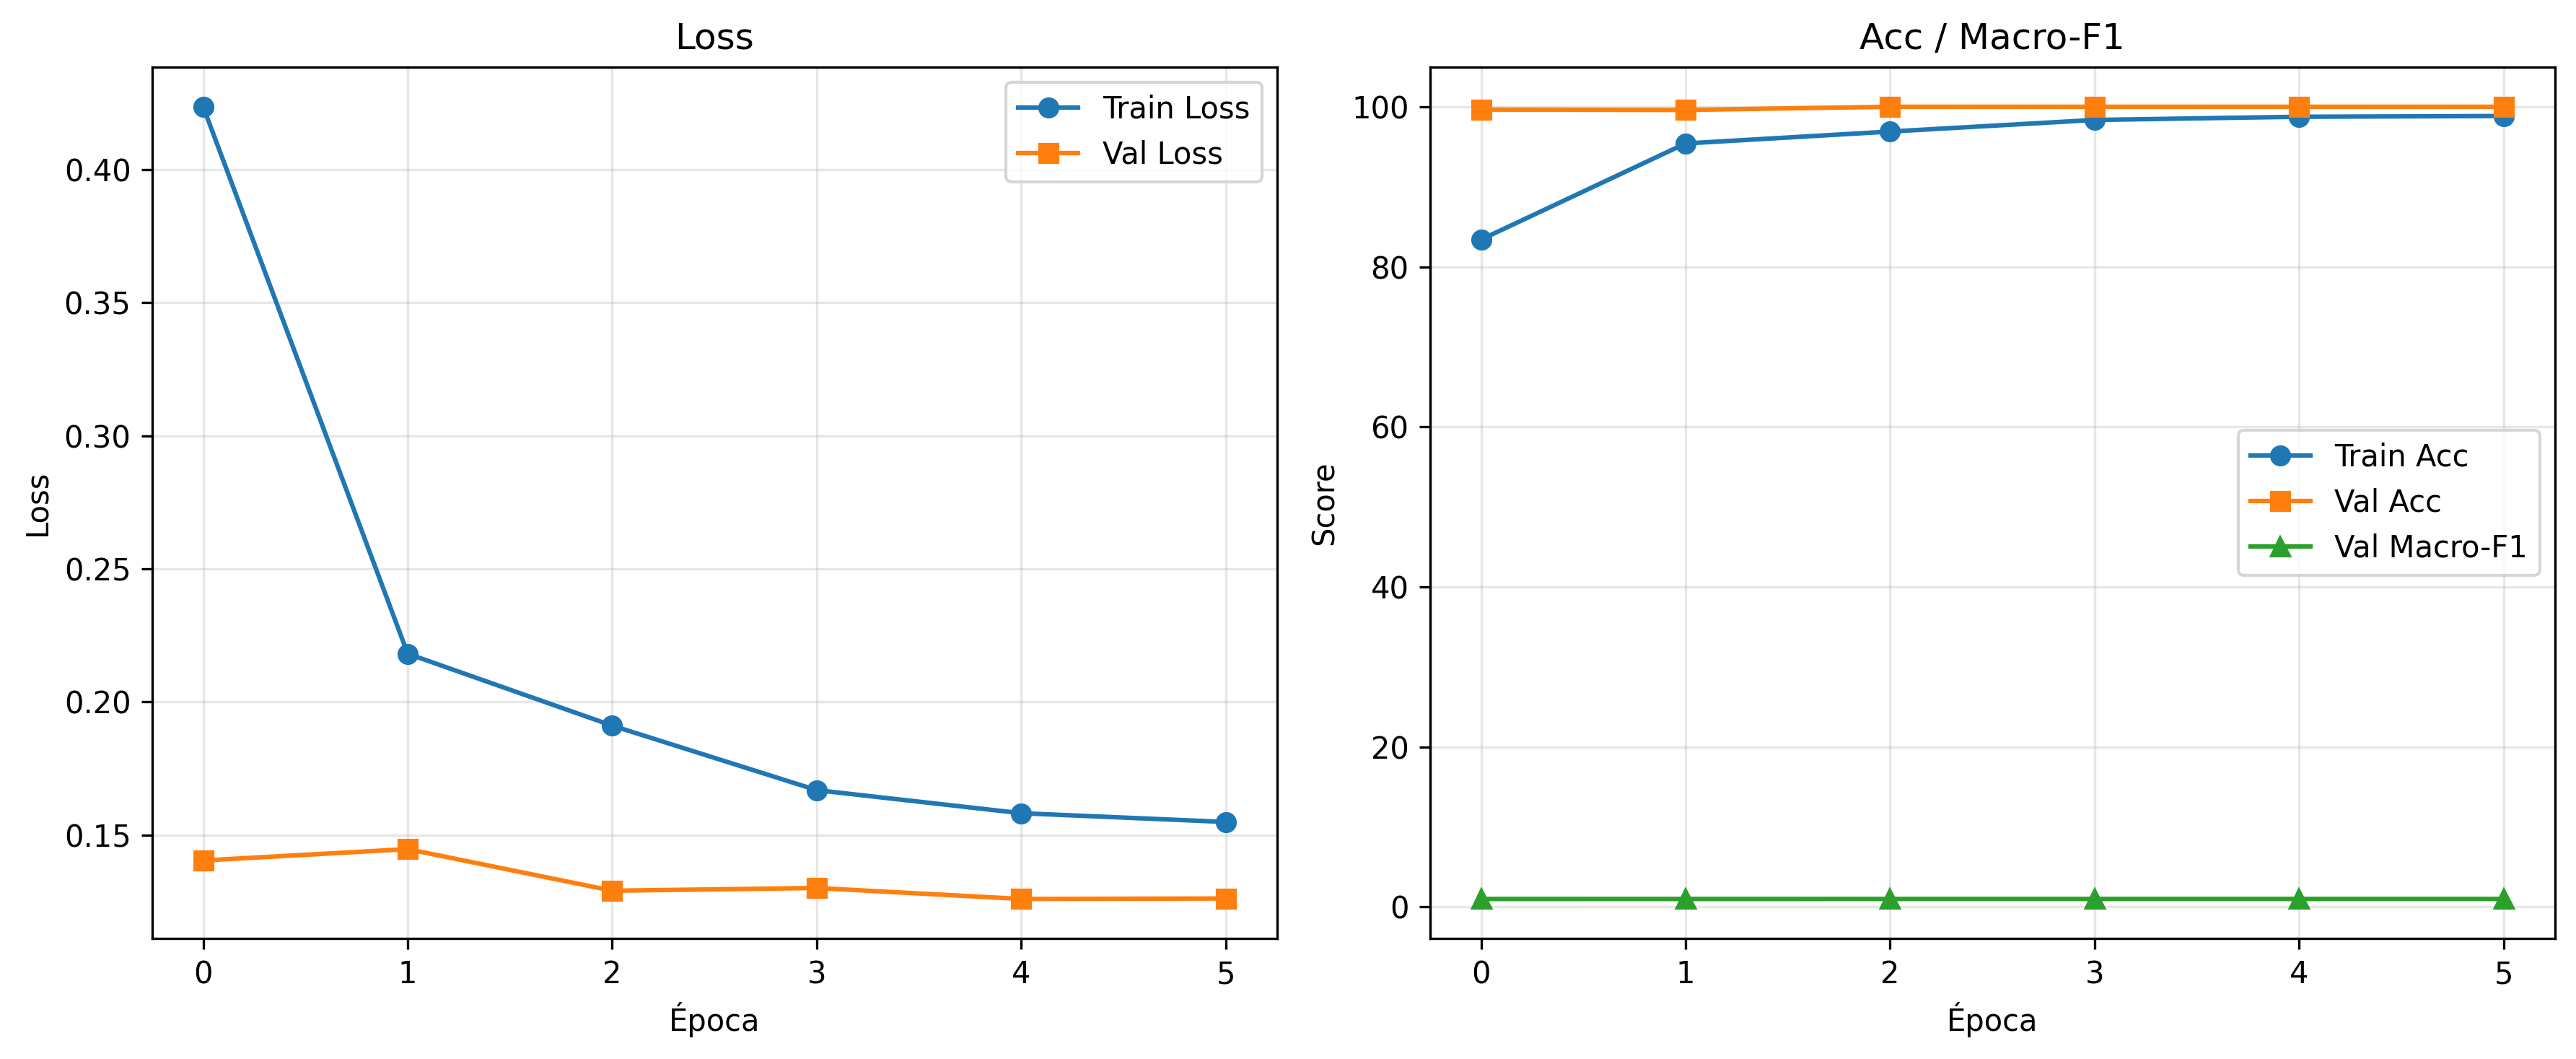 Loss
Train Loss
Val Loss
0.40
0.35
0.30
0.25
0.20
0.15
Loss
0 1 2 3 4 5
Época
Acc / Macro-F1
100
80
60
40
20
0
Score
Train Acc
Val Acc
Val Macro-F1
0 1 2 3 4 5
Época